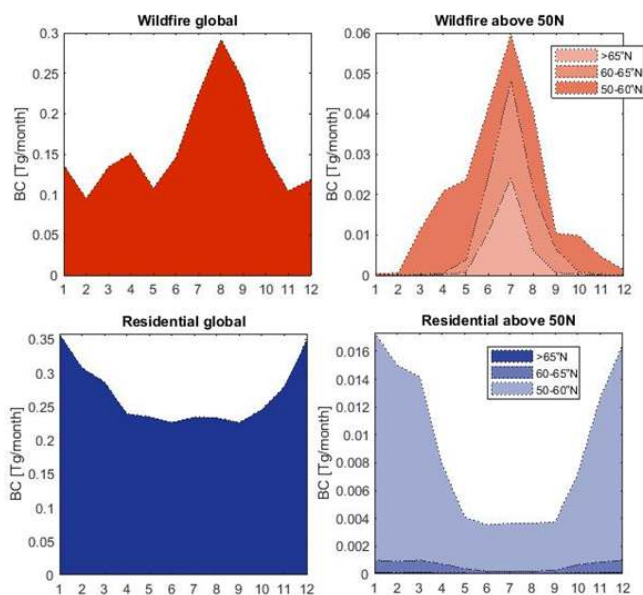 Wildfire global
BC [Tg/month]
0.3
0.25
0.2
0.15
0.1
0.05
0
1 2 3 4 5 6 7 8 9 10 11 12
Wildfire above 50N
BC [Tg/month]
0.06
0.05
0.04
0.03
0.02
0.01
0
1 2 3 4 5 6 7 8 9 10 11 12
>65°N
60-65°N
50-60°N
Residential global
BC [Tg/month]
0.35
0.3
0.25
0.2
0.15
0.1
0.05
0
1 2 3 4 5 6 7 8 9 10 11 12
Residential above 50N
BC [Tg/month]
0.016
0.014
0.012
0.01
0.008
0.006
0.004
0.002
0
1 2 3 4 5 6 7 8 9 10 11 12
>65°N
60-65°N
50-60°N